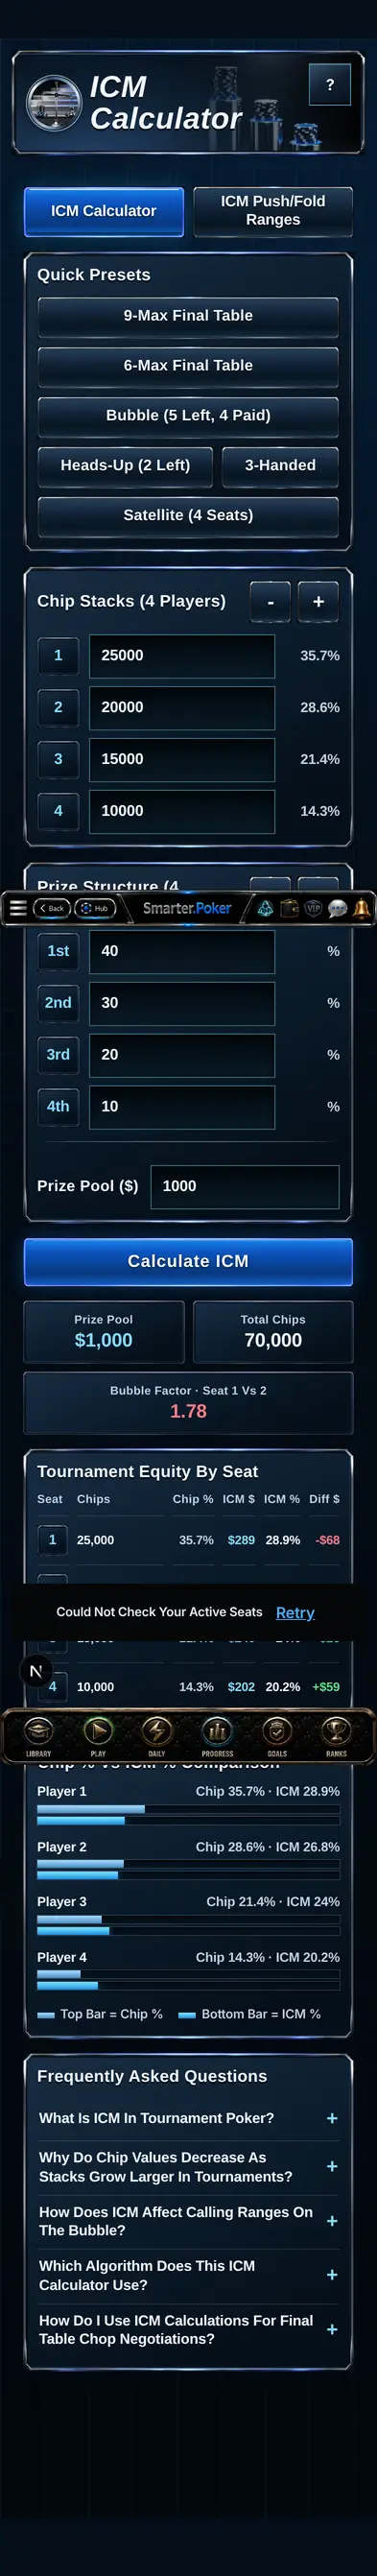 ICM
Calculator
?
ICM Calculator
ICM Push/Fold
Ranges
Quick Presets
9-Max Final Table
6-Max Final Table
Bubble (5 Left, 4 Paid)
Heads-Up (2 Left)
3-Handed
Satellite (4 Seats)
Chip Stacks (4 Players)
-
+
1
25000
35.7%
2
20000
28.6%
3
15000
21.4%
4
10000
14.3%
Prize Structure (4
Back
Hub
Smarter.Poker
VIP
1st
40
%
2nd
30
%
3rd
20
%
4th
10
%
Prize Pool ($)
1000
Calculate ICM
Prize Pool
$1,000
Total Chips
70,000
Bubble Factor · Seat 1 Vs 2
1.78
Tournament Equity By Seat
Seat Chips Chip % ICM $ ICM % Diff $
1 25,000 35.7% $289 28.9% -$68
Could Not Check Your Active Seats Retry
N
4 10,000 14.3% $202 20.2% +$59
LIBRARY
PLAY
DAILY
PROGRESS
GOALS
RANKS
Chip % Vs ICM % Comparison
Player 1
Chip 35.7% · ICM 28.9%
Player 2
Chip 28.6% · ICM 26.8%
Player 3
Chip 21.4% · ICM 24%
Player 4
Chip 14.3% · ICM 20.2%
Top Bar = Chip %
Bottom Bar = ICM %
Frequently Asked Questions
What Is ICM In Tournament Poker?
+
Why Do Chip Values Decrease As
Stacks Grow Larger In Tournaments?
+
How Does ICM Affect Calling Ranges On
The Bubble?
+
Which Algorithm Does This ICM
Calculator Use?
+
How Do I Use ICM Calculations For Final
Table Chop Negotiations?
+